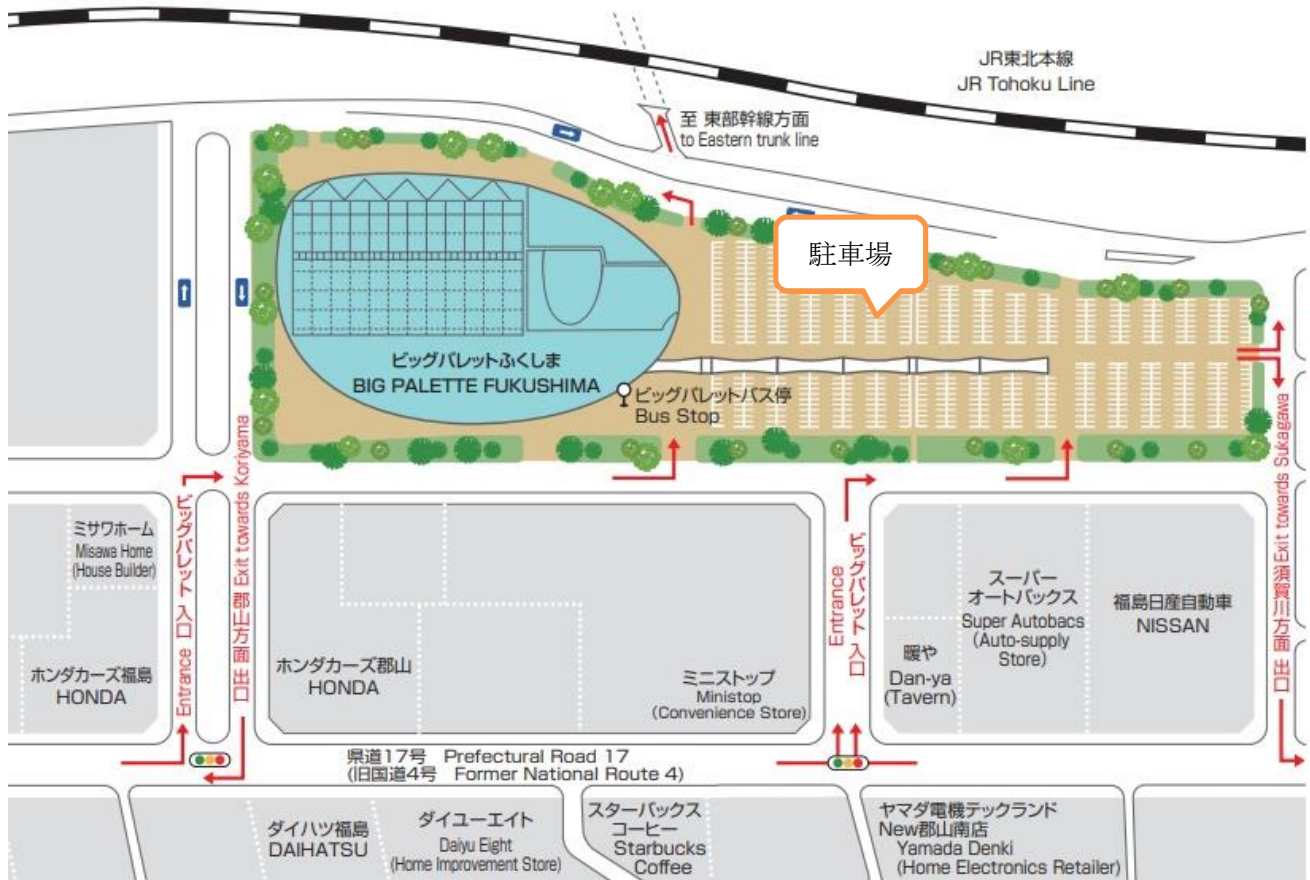 JR東北本線
JR Tohoku Line
至 東部幹線方面
to Eastern trunk line
駐車場
ビッグパレットふくしま
BIG PALETTE FUKUSHIMA
ビッグパレットバス停
Bus Stop
Entrance ビッグパレット 入口
Exit towards Koriyama
郡山方面 出口
Entrance
ビッグパレット 入口
Exit towards Sukagawa
須賀川方面 出口
ミサワホーム
Misawa Home
(House Builder)
ホンダカーズ福島
HONDA
ホンダカーズ郡山
HONDA
ミニストップ
Ministop
(Convenience Store)
暖や
Dan-ya
(Tavern)
スーパー
オートバックス
Super Autobacs
(Auto-supply
Store)
福島日産自動車
NISSAN
県道17号 Prefectural Road 17
(旧国道4号 Former National Route 4)
ダイハツ福島
DAIHATSU
ダイユーエイト
Daiyu Eight
(Home Improvement Store)
スターバックス
コーヒー
Starbucks
Coffee
ヤマダ電機テックランド
New郡山南店
Yamada Denki
(Home Electronics Retailer)